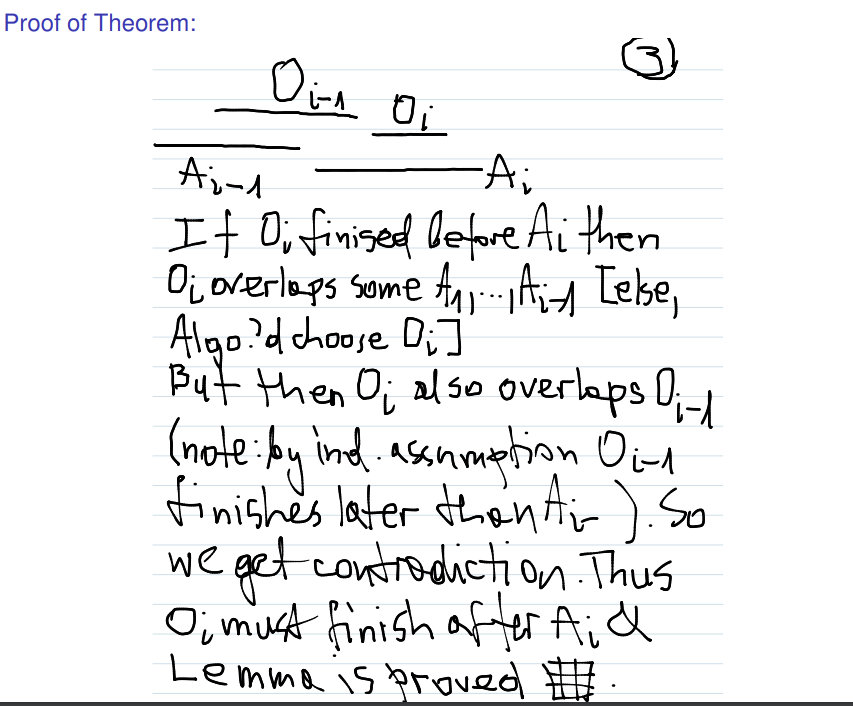 Proof of Theorem:
③
O_{i-1}
O_i
A_{i-1} A_i
If O_i finised before A_i then
O_i overlaps some A_1,...,A_{i-1} [else,
Algo?d choose O_i]
But then O_i also overlaps O_{i-1}
(note: by ind. assumption O_{i-1}
finishes later than A_{i-} ). So
we get contradiction. Thus
O_i must finish after A_i &
Lemma is proved .